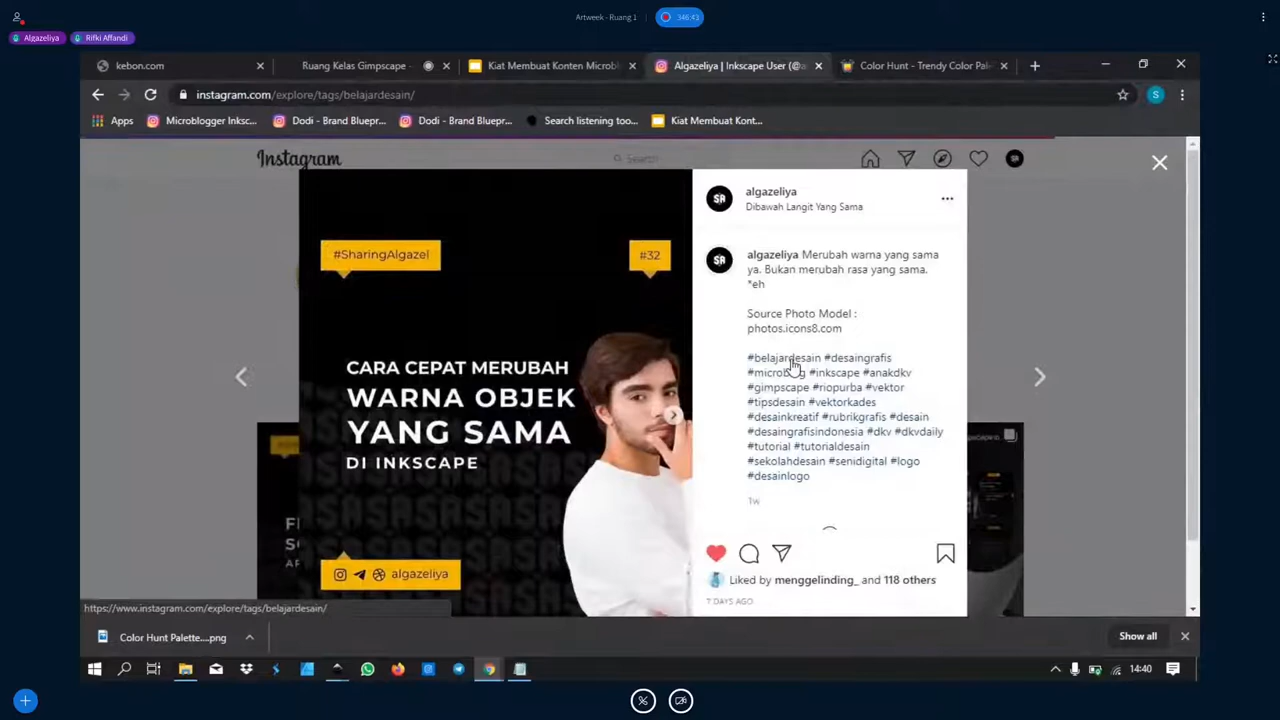 Artweek - Ruang 1
346:43
Algazeliya
Rifki Affandi
kebon.com
Ruang Kelas Gimpscape -
Kiat Membuat Konten Microbl
Algazeliya | Inkscape User (@a
Color Hunt - Trendy Color Pal
instagram.com/explore/tags/belajardesain/
S
Apps
Microblogger Inksc...
Dodi - Brand Bluepr...
Dodi - Brand Bluepr...
Search listening too...
Kiat Membuat Kont...
Instagram
Search
#SharingAlgazel
#32
CARA CEPAT MERUBAH
WARNA OBJEK
YANG SAMA
DI INKSCAPE
algazeliya
algazeliya
Dibawah Langit Yang Sama
algazeliya Merubah warna yang sama
ya. Bukan merubah rasa yang sama.
*eh
Source Photo Model :
photos.icons8.com
#belajardesain #desaingrafis
#inkscape #anakdkv
#gimpscape #riopurba #vektor
#tipsdesain #vektorkades
#desainkreatif #rubrikgrafis #desain
#desaingrafisindonesia #dkv #dkvdaily
#tutorial #tutorialdesain
#sekolahdesain #senidigital #logo
#desainlogo
1w
Liked by menggelinding_ and 118 others
7 DAYS AGO
https://www.instagram.com/explore/tags/belajardesain/
Color Hunt Palette....png
Show all
14:40